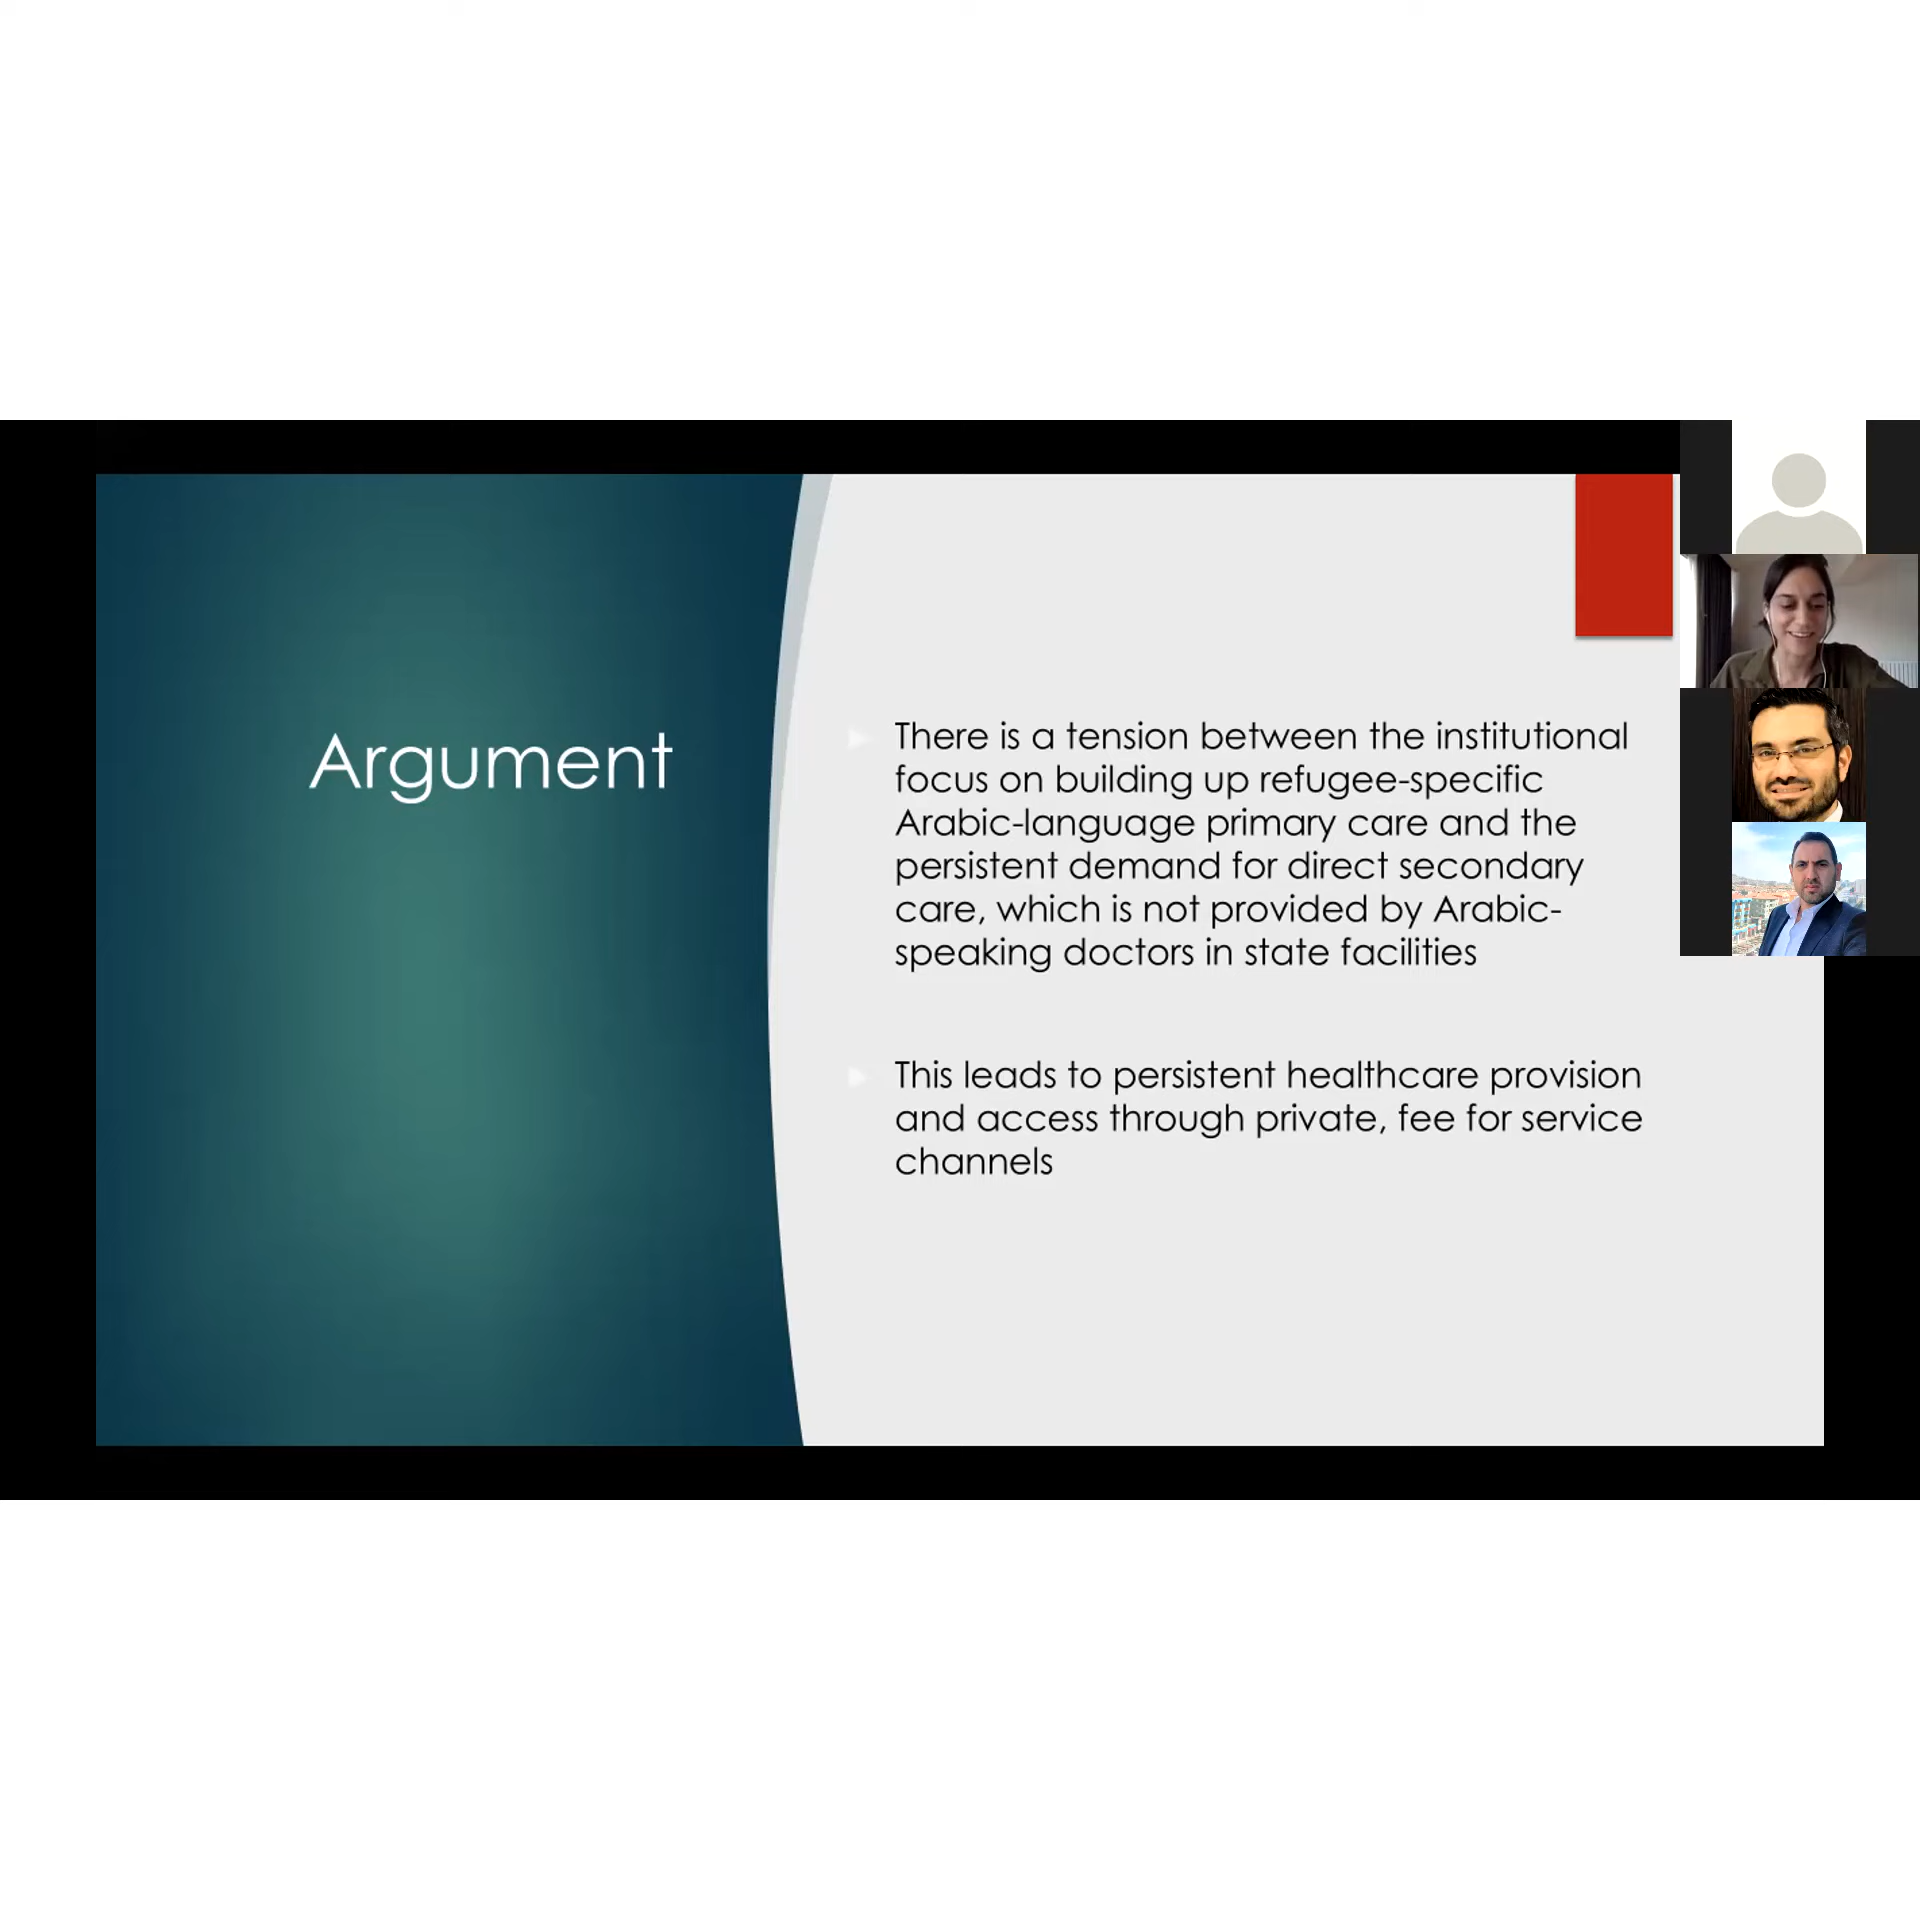 Argument
There is a tension between the institutional
focus on building up refugee-specific
Arabic-language primary care and the
persistent demand for direct secondary
care, which is not provided by Arabic-
speaking doctors in state facilities
This leads to persistent healthcare provision
and access through private, fee for service
channels